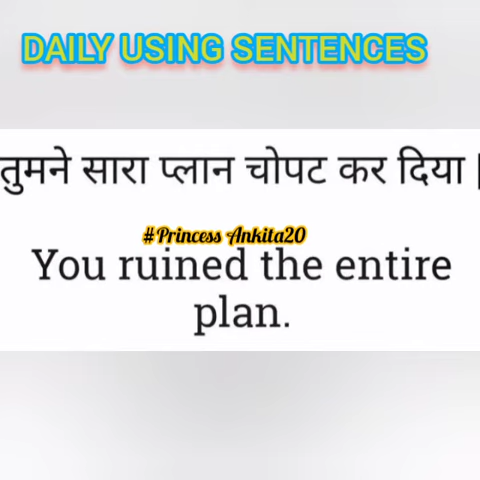 DAILY USING SENTENCES
तुमने सारा प्लान चोपट कर दिया |
#Princess Ankita20
You ruined the entire
plan.